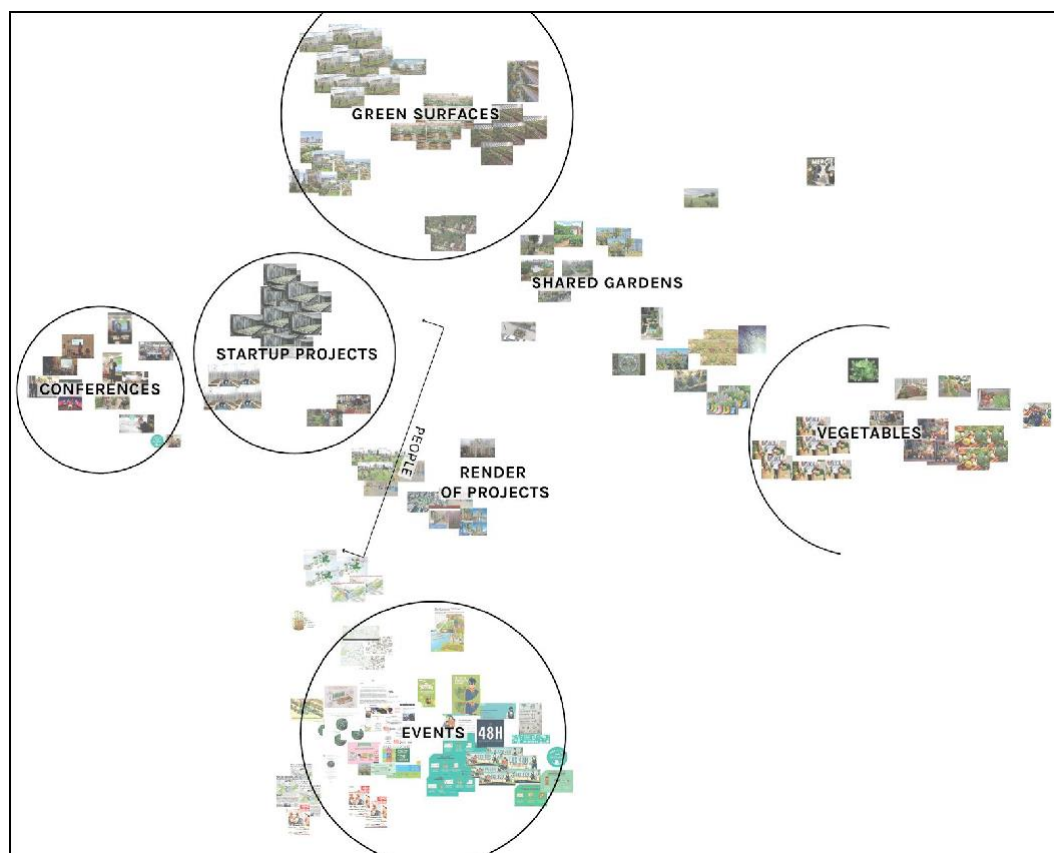 GREEN SURFACES
SHARED GARDENS
STARTUP PROJECTS
CONFERENCES
PEOPLE
VEGETABLES
RENDER
OF PROJECTS
EVENTS
48H